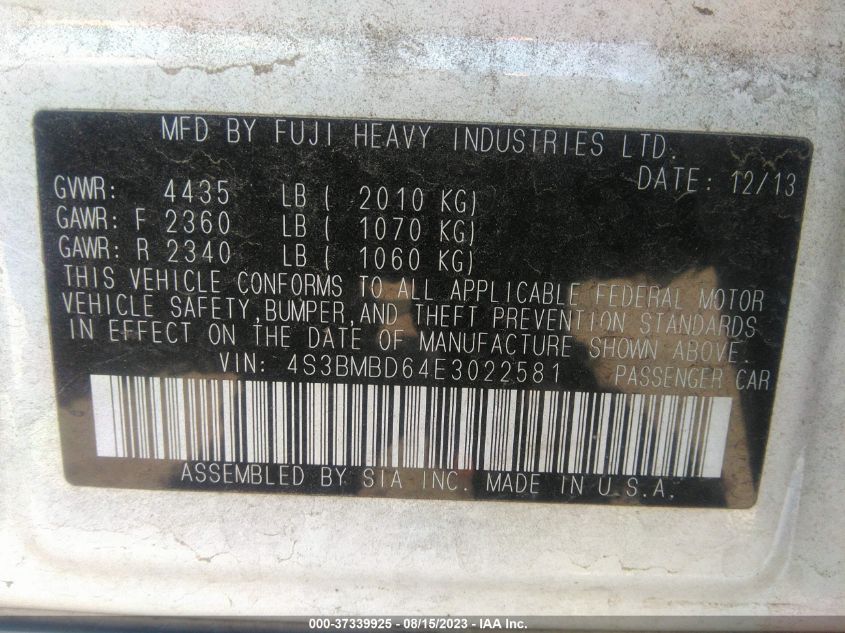 MFD BY FUJI HEAVY INDUSTRIES LTD.
DATE: 12/13
GVWR: 4435 LB ( 2010 KG)
GAWR: F 2360 LB ( 1070 KG)
GAWR: R 2340 LB ( 1060 KG)
THIS VEHICLE CONFORMS TO ALL APPLICABLE FEDERAL MOTOR
VEHICLE SAFETY,BUMPER,AND THEFT PREVENTION STANDARDS
IN EFFECT ON THE DATE OF MANUFACTURE SHOWN ABOVE.
VIN: 4S3BMBD64E3022581 PASSENGER CAR
ASSEMBLED BY SIA INC. MADE IN U.S.A.
000-37339925 - 08/15/2023 - IAA Inc.